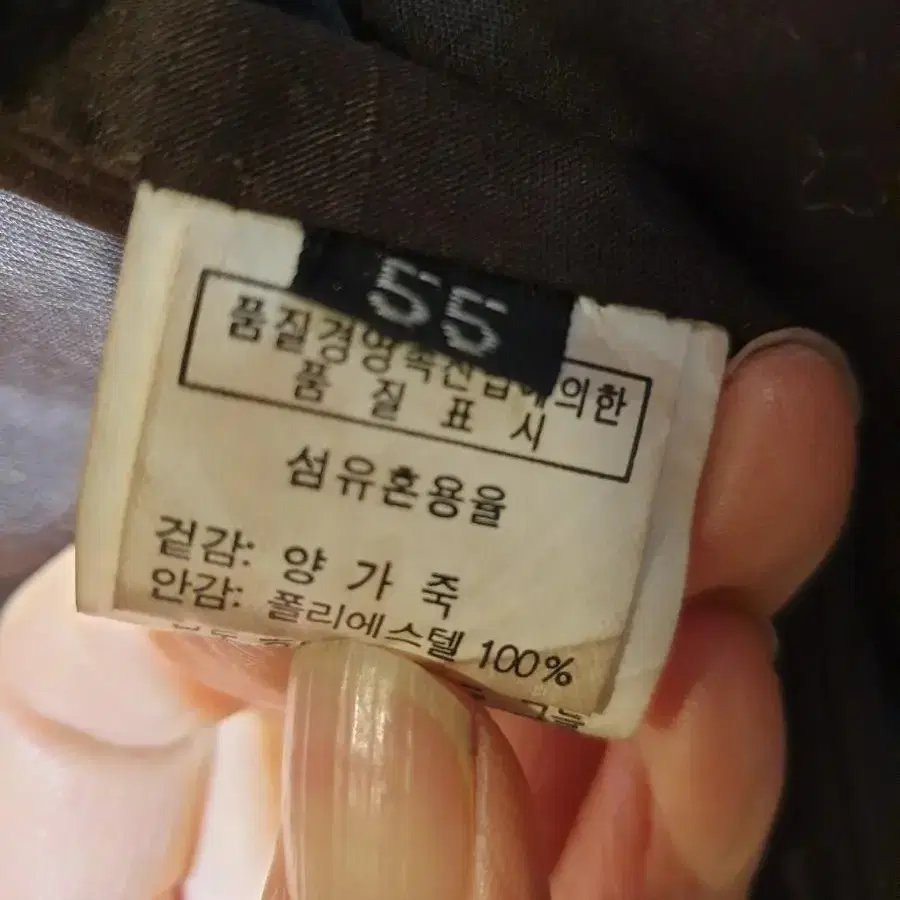 55
품질경영촉진법에의한
품 질 표 시
섬유혼용율
겉감: 양 가 죽
안감: 폴리에스텔 100%